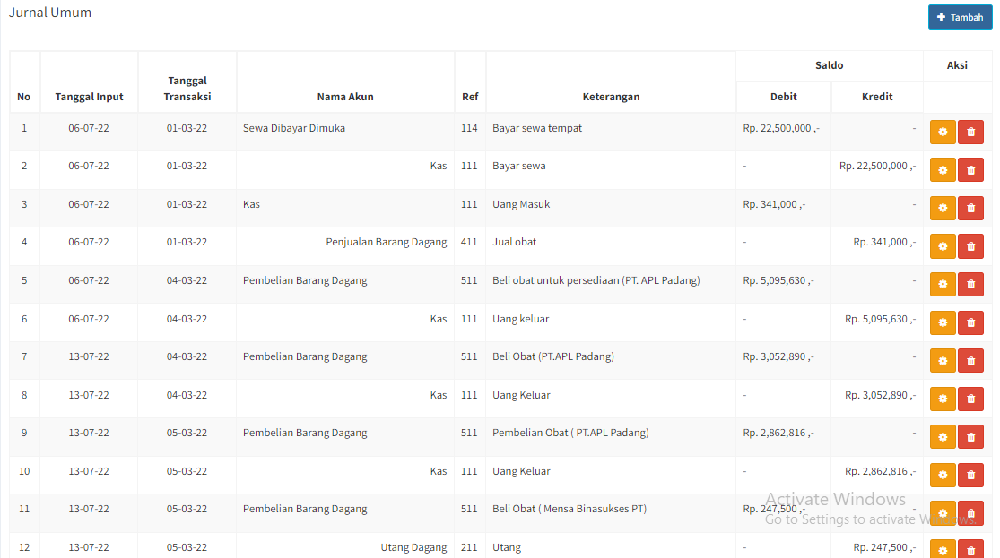 Jurnal Umum
Tambah
Saldo Aksi
No Tanggal Input Tanggal Transaksi Nama Akun Ref Keterangan Debit Kredit
1 06-07-22 01-03-22 Sewa Dibayar Dimuka 114 Bayar sewa tempat Rp. 22,500,000 ,- -
2 06-07-22 01-03-22 Kas 111 Bayar sewa - Rp. 22,500,000 ,-
3 06-07-22 01-03-22 Kas 111 Uang Masuk Rp. 341,000 ,- -
4 06-07-22 01-03-22 Penjualan Barang Dagang 411 Jual obat - Rp. 341,000 ,-
5 06-07-22 04-03-22 Pembelian Barang Dagang 511 Beli obat untuk persediaan (PT. APL Padang) Rp. 5,095,630 ,- -
6 06-07-22 04-03-22 Kas 111 Uang keluar - Rp. 5,095,630 ,-
7 13-07-22 04-03-22 Pembelian Barang Dagang 511 Beli Obat (PT.APL Padang) Rp. 3,052,890 ,- -
8 13-07-22 04-03-22 Kas 111 Uang Keluar - Rp. 3,052,890 ,-
9 13-07-22 05-03-22 Pembelian Barang Dagang 511 Pembelian Obat ( PT.APL Padang) Rp. 2,862,816 ,- -
10 13-07-22 05-03-22 Kas 111 Uang Keluar - Rp. 2,862,816 ,-
Activate Windows
11 13-07-22 05-03-22 Pembelian Barang Dagang 511 Beli Obat ( Mensa Binasukses PT) Rp. 247,500 ,- -
Go to Settings to activate Windows.
12 13-07-22 05-03-22 Utang Dagang 211 Utang - Rp. 247,500 ,-